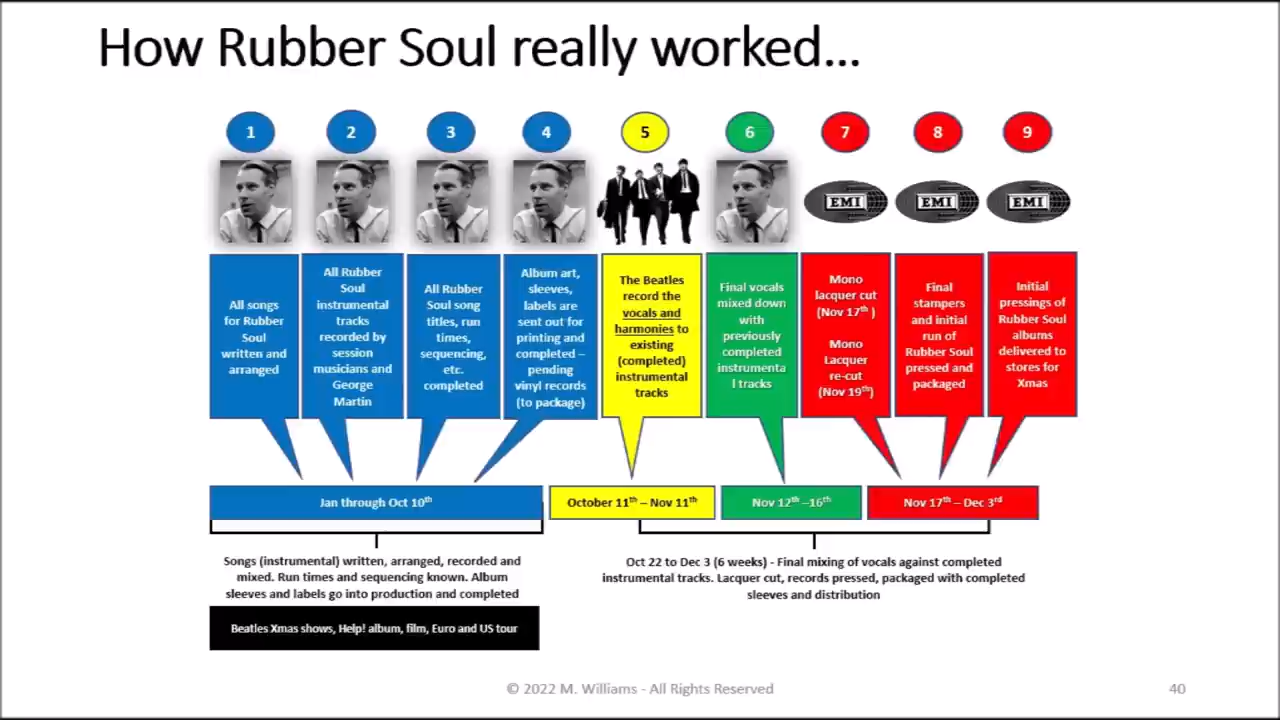 How Rubber Soul really worked...
1
2
3
4
5
6
7
8
9
EMI
EMI
EMI
All songs
for Rubber
Soul
written and
arranged
All Rubber
Soul
instrumental
tracks
recorded by
session
musicians and
George
Martin
All Rubber
Soul song
titles, run
times,
sequencing,
etc.
completed
Album art,
sleeves,
labels are
sent out for
printing and
completed –
pending
vinyl records
(to package)
The Beatles
record the
vocals and
harmonies to
existing
(completed)
instrumental
tracks
Final vocals
mixed down
with
previously
completed
instrumenta
l tracks
Mono
lacquer cut
(Nov 17th )
Mono
Lacquer
re-cut
(Nov 19th)
Final
stampers
and initial
run of
Rubber Soul
pressed and
packaged
Initial
pressings of
Rubber Soul
albums
delivered to
stores for
Xmas
Jan through Oct 10th
October 11th – Nov 11th
Nov 12th –16th
Nov 17th – Dec 3rd
Songs (instrumental) written, arranged, recorded and
mixed. Run times and sequencing known. Album
sleeves and labels go into production and completed
Oct 22 to Dec 3 (6 weeks) - Final mixing of vocals against completed
instrumental tracks. Lacquer cut, records pressed, packaged with completed
sleeves and distribution
Beatles Xmas shows, Help! album, film, Euro and US tour
© 2022 M. Williams - All Rights Reserved
40